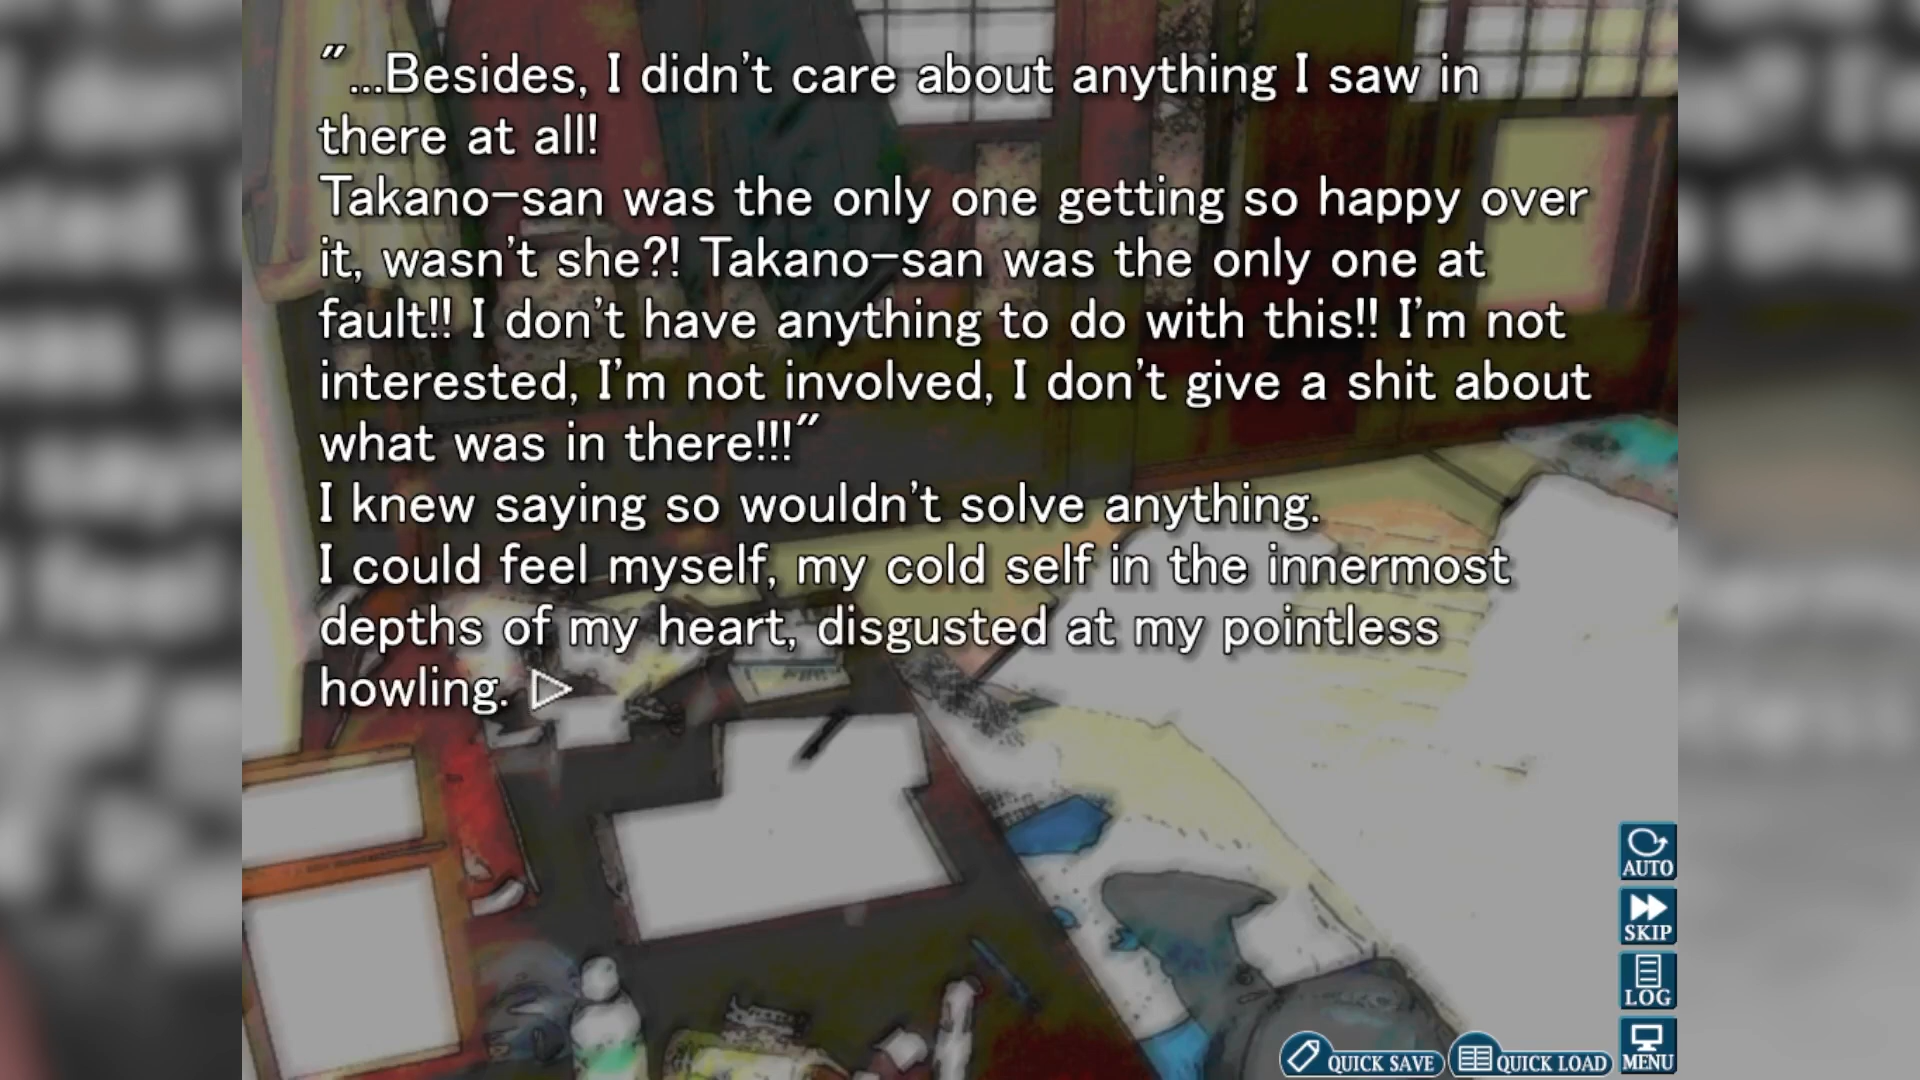 "...Besides, I didn't care about anything I saw in
there at all!
Takano-san was the only one getting so happy over
it, wasn't she?! Takano-san was the only one at
fault!! I don't have anything to do with this!! I'm not
interested, I'm not involved, I don't give a shit about
what was in there!!!"
I knew saying so wouldn't solve anything.
I could feel myself, my cold self in the innermost
depths of my heart, disgusted at my pointless
howling.
AUTO
SKIP
LOG
MENU
QUICK SAVE
QUICK LOAD